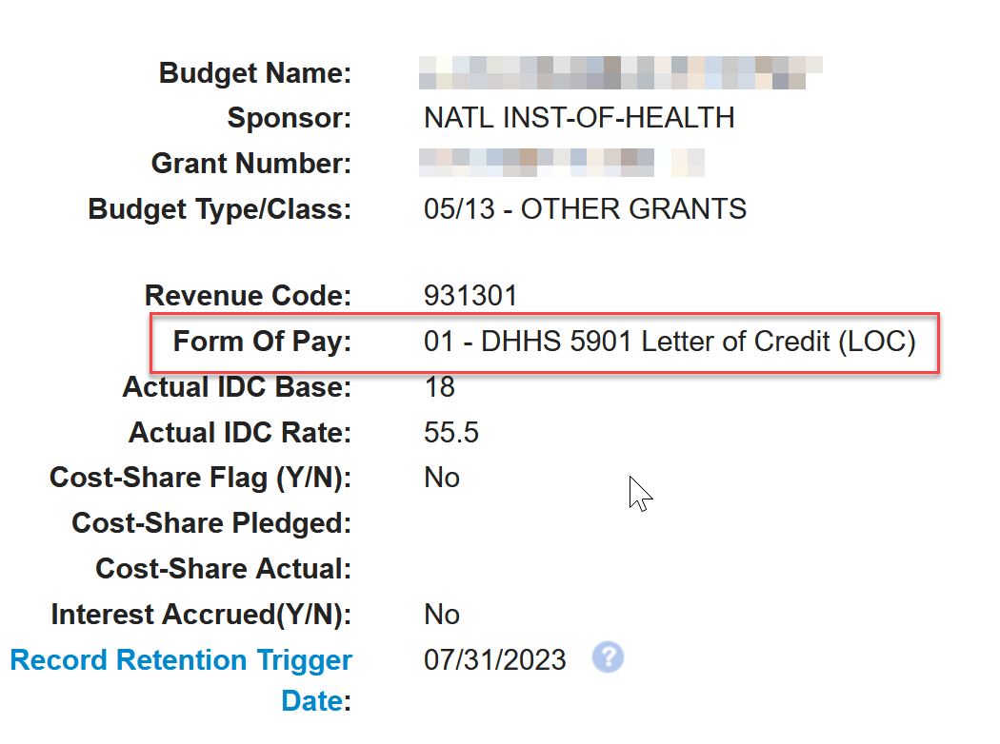 Budget Name:
Sponsor: NATL INST-OF-HEALTH
Grant Number:
Budget Type/Class: 05/13 - OTHER GRANTS
Revenue Code: 931301
Form Of Pay: 01 - DHHS 5901 Letter of Credit (LOC)
Actual IDC Base: 18
Actual IDC Rate: 55.5
Cost-Share Flag (Y/N): No
Cost-Share Pledged:
Cost-Share Actual:
Interest Accrued(Y/N): No
Record Retention Trigger 07/31/2023 ?
Date: